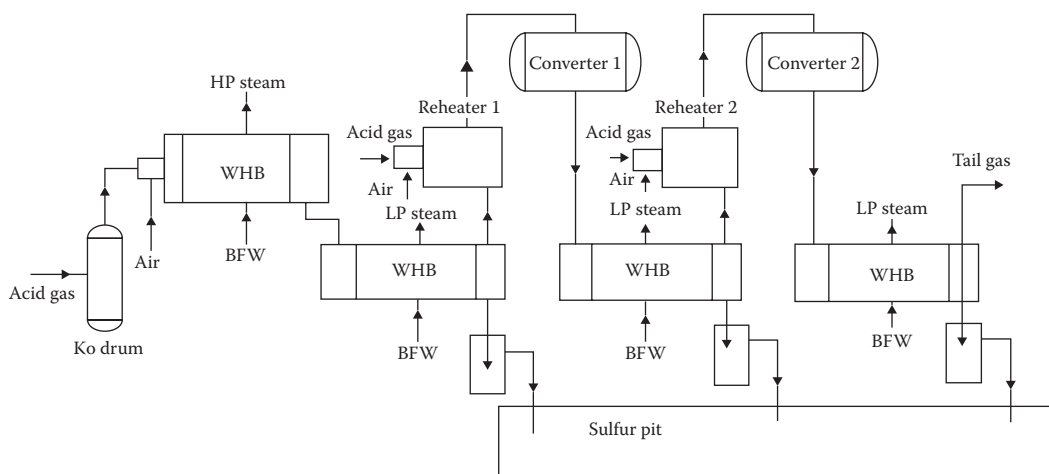 HP steam
WHB
Air
BFW
Acid gas
Ko drum
Reheater 1
Acid gas
Air
LP steam
WHB
BFW
Converter 1
Reheater 2
Acid gas
Air
LP steam
WHB
BFW
Converter 2
Tail gas
LP steam
WHB
BFW
Sulfur pit